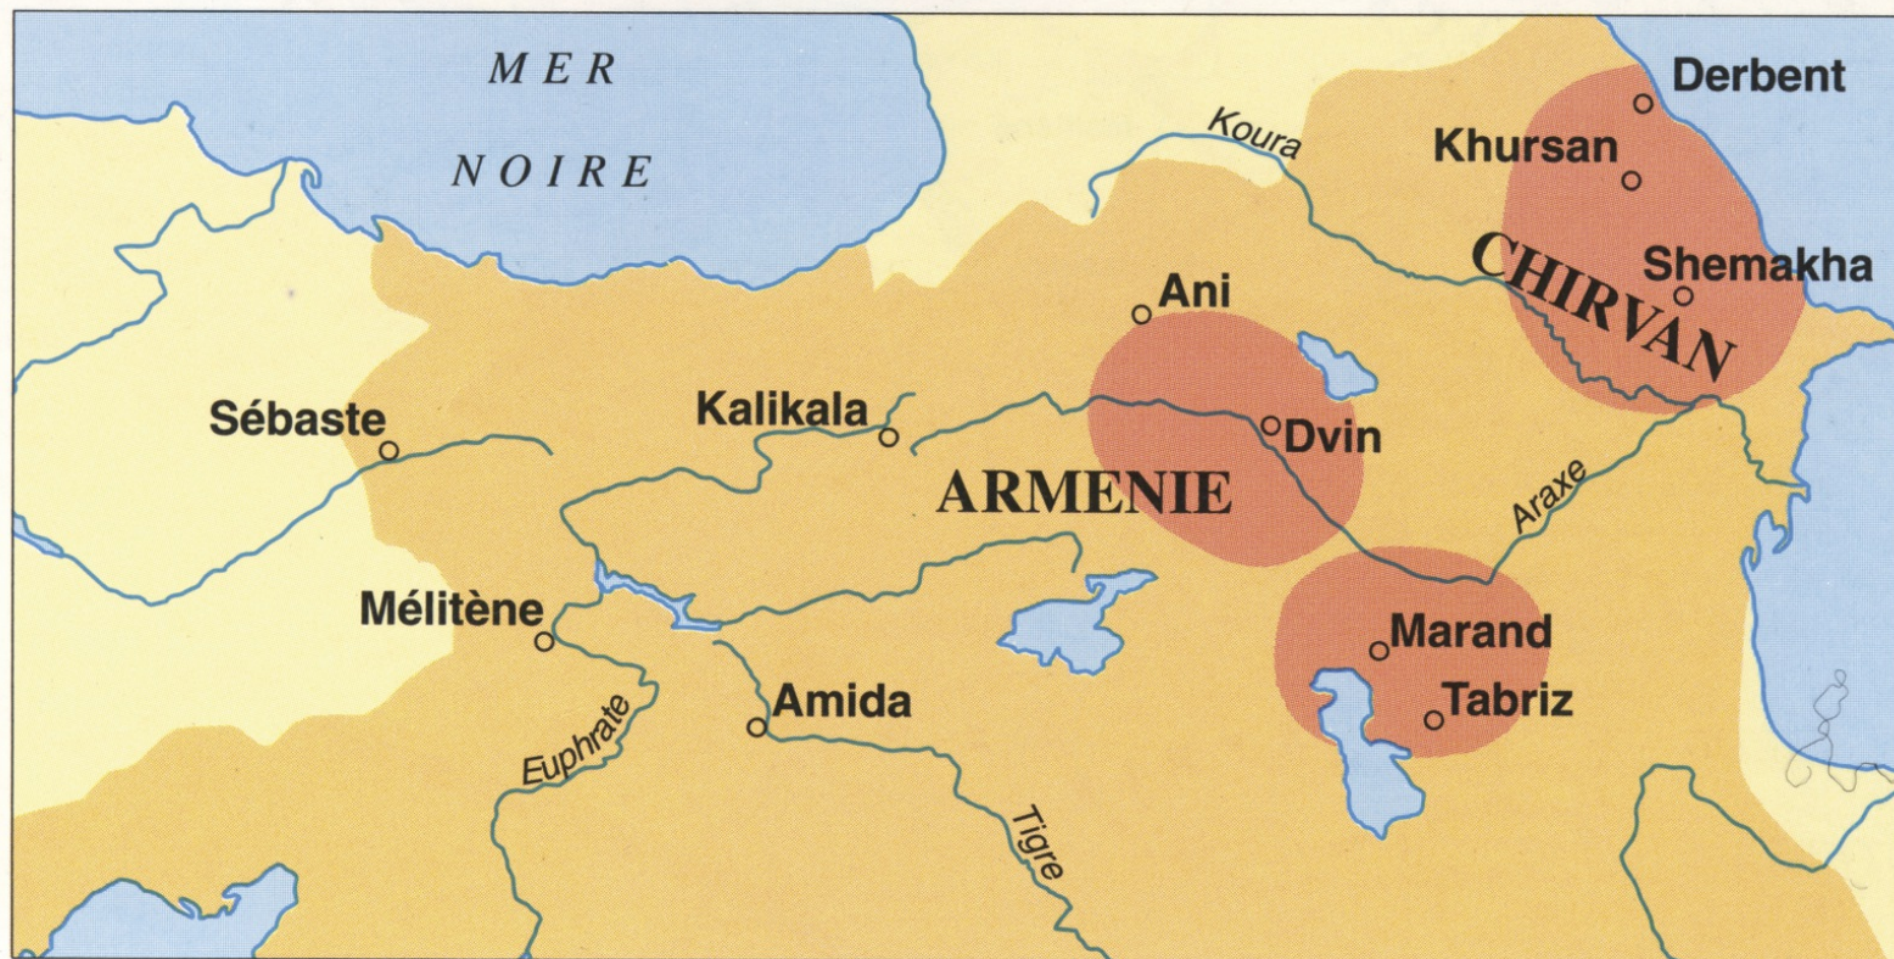 MER
NOIRE
Derbent
Koura
Khursan
CHIRVAN
Shemakha
Ani
Sébaste
Kalikala
Dvin
ARMENIE
Araxe
Mélitène
Marand
Amida
Tabriz
Euphrate
Tigre